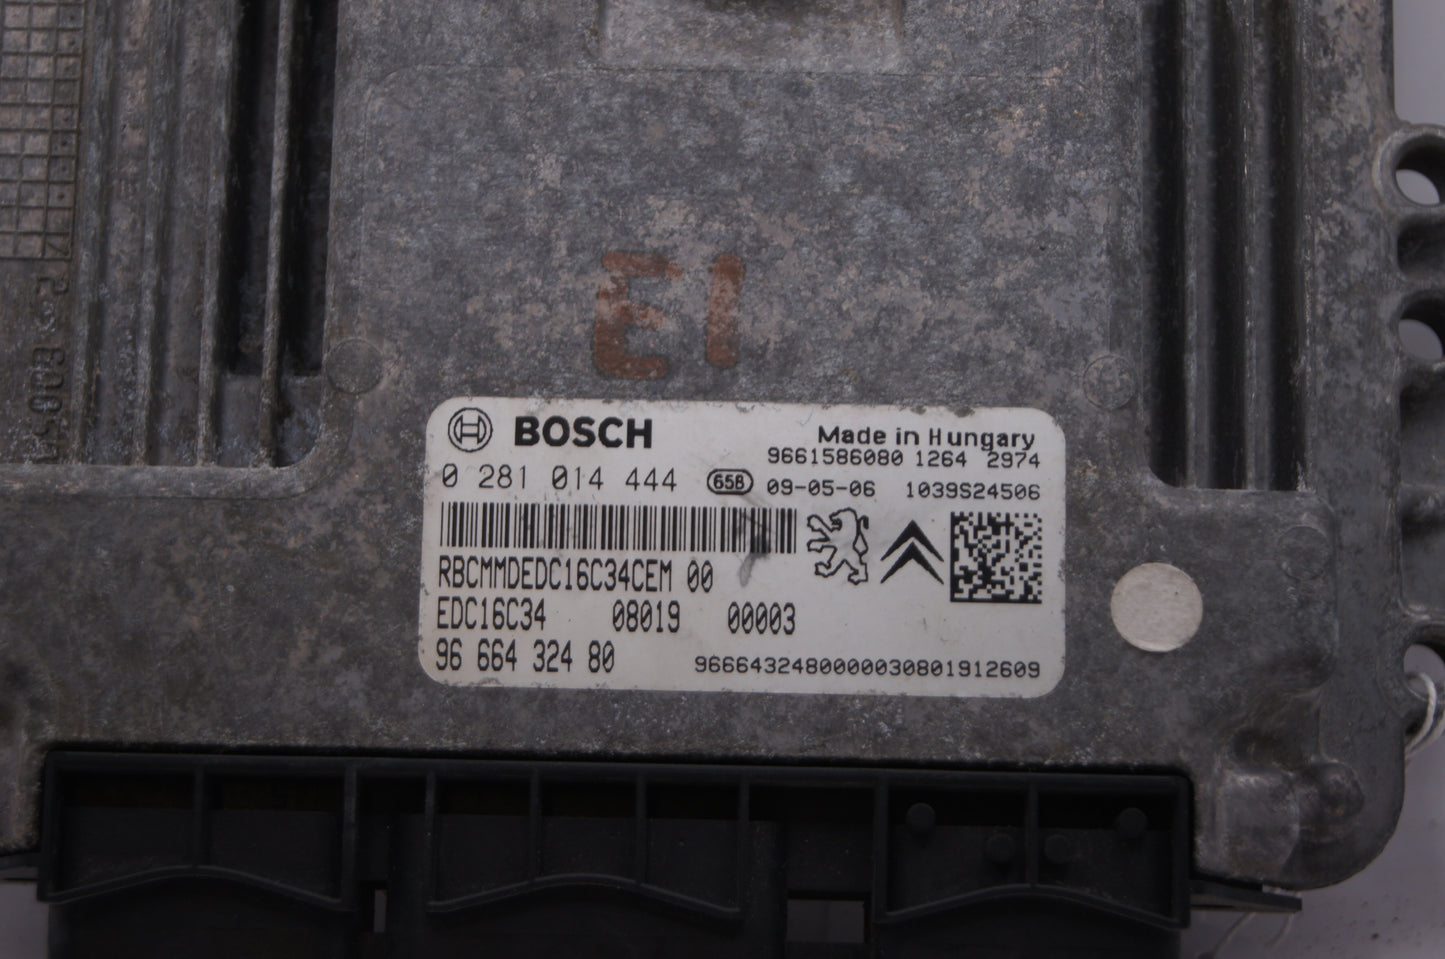 E1
BOSCH
Made in Hungary
9661586080 1264 2974
0 281 014 444
658
09-05-06
1039S24506
RBCMMDEDC16C34CEM 00
EDC16C34 08019 00003
96 664 324 80
9666432480000030801912609